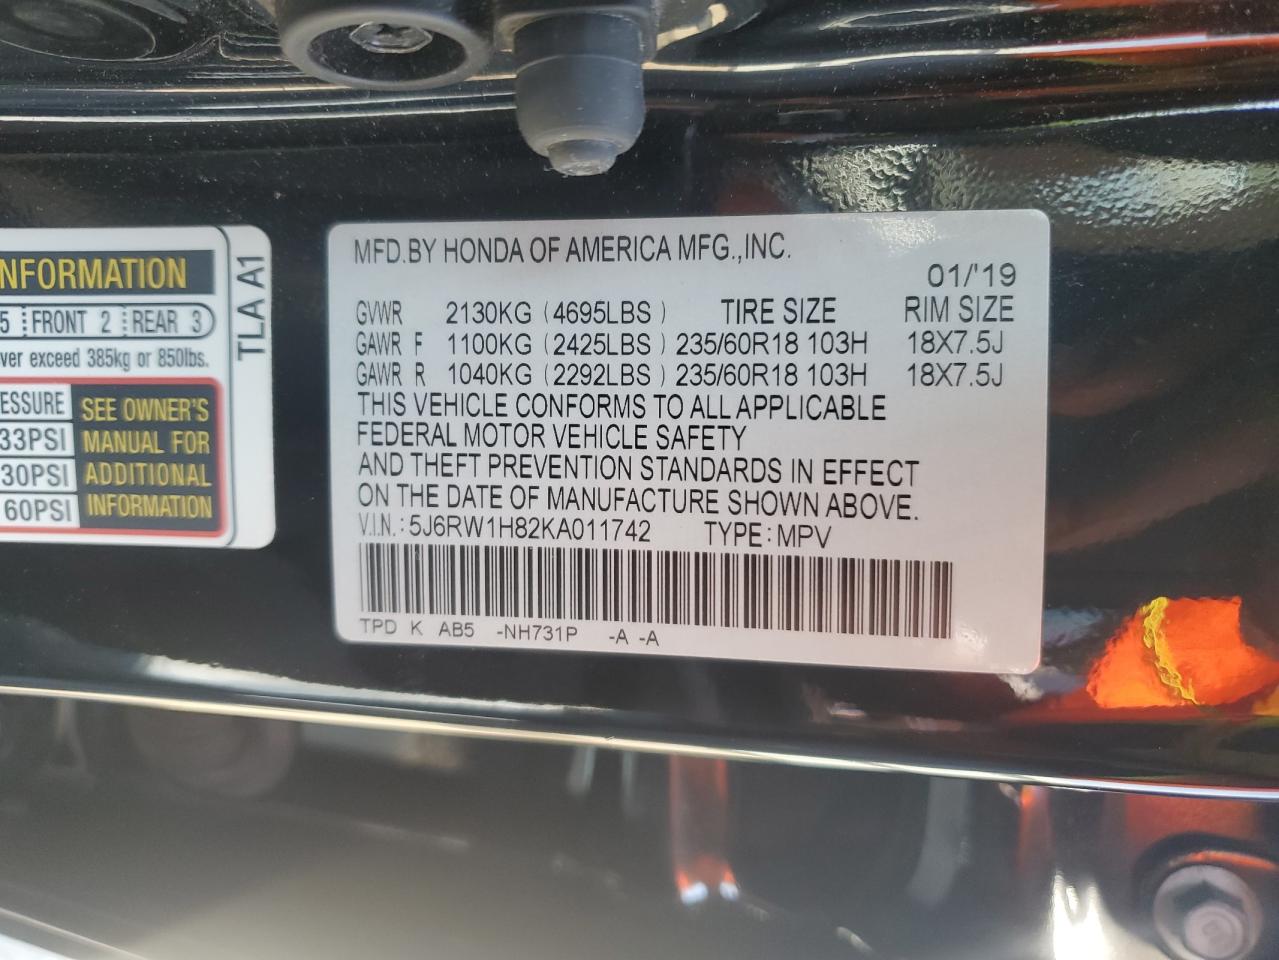 NFORMATION
5 FRONT 2 REAR 3
ver exceed 385kg or 850lbs.
ESSURE
33PSI
30PSI
60PSI
SEE OWNER'S
MANUAL FOR
ADDITIONAL
INFORMATION
TLA A1
MFD.BY HONDA OF AMERICA MFG.,INC.
01/'19
GVWR 2130KG (4695LBS) TIRE SIZE RIM SIZE
GAWR F 1100KG (2425LBS) 235/60R18 103H 18X7.5J
GAWR R 1040KG (2292LBS) 235/60R18 103H 18X7.5J
THIS VEHICLE CONFORMS TO ALL APPLICABLE
FEDERAL MOTOR VEHICLE SAFETY
AND THEFT PREVENTION STANDARDS IN EFFECT
ON THE DATE OF MANUFACTURE SHOWN ABOVE.
V.I.N.: 5J6RW1H82KA011742 TYPE: MPV
TPD K AB5 -NH731P -A -A